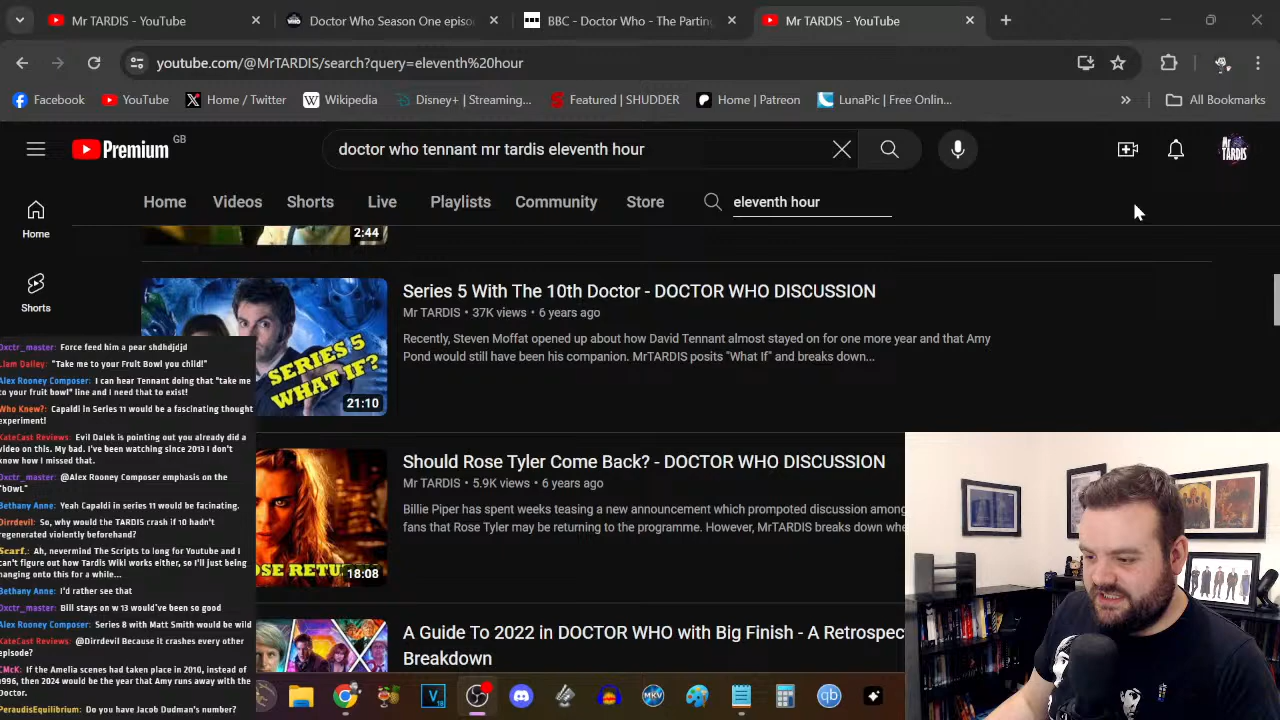 Mr TARDIS - YouTube
Doctor Who Season One episo
BBC - Doctor Who - The Parting
Mr TARDIS - YouTube
youtube.com/@MrTARDIS/search?query=eleventh%20hour
Facebook
YouTube
Home / Twitter
Wikipedia
Disney+ | Streaming...
Featured | SHUDDER
Home | Patreon
LunaPic | Free Onlin...
All Bookmarks
Premium
GB
doctor who tennant mr tardis eleventh hour
Mr
TARDIS
Home
Videos
Shorts
Live
Playlists
Community
Store
eleventh hour
Home
Shorts
2:44
SERIES 5
WHAT IF?
21:10
Series 5 With The 10th Doctor - DOCTOR WHO DISCUSSION
Mr TARDIS • 37K views • 6 years ago
Recently, Steven Moffat opened up about how David Tennant almost stayed on for one more year and that Amy
Pond would still have been his companion. MrTARDIS posits "What If" and breaks down...
OSE RETU
18:08
Should Rose Tyler Come Back? - DOCTOR WHO DISCUSSION
Mr TARDIS • 5.9K views • 6 years ago
Billie Piper has spent weeks teasing a new announcement which prompoted discussion among
fans that Rose Tyler may be returning to the programme. However, MrTARDIS breaks down whe
A Guide To 2022 in DOCTOR WHO with Big Finish - A Retrospec
Breakdown
Dxctr_master: Force feed him a pear shdhdjdjd
Liam Dalley: "Take me to your Fruit Bowl you child!"
Alex Rooney Composer: I can hear Tennant doing that "take me
to your fruit bowl" line and I need that to exist!
Who Knew?: Capaldi in Series 11 would be a fascinating thought
experiment!
KateCast Reviews: Evil Dalek is pointing out you already did a
video on this. My bad. I've been watching since 2013 I don't
know how I missed that.
Dxctr_master: @Alex Rooney Composer emphasis on the
"bOwL"
Bethany Anne: Yeah Capaldi in series 11 would be facinating.
Dirrdevil: So, why would the TARDIS crash if 10 hadn't
regenerated violently beforehand?
Scarf.: Ah, nevermind The Scripts to long for Youtube and I
can't figure out how Tardis Wiki works either, so I'll just be
hanging onto this for a while...
Bethany Anne: I'd rather see that
Dxctr_master: Bill stays on w 13 would've been so good
Alex Rooney Composer: Series 8 with Matt Smith would be wild
KateCast Reviews: @Dirrdevil Because it crashes every other
episode?
CMcK: If the Amelia scenes had taken place in 2010, instead of
1996, then 2024 would be the year that Amy runs away with the
Doctor.
PeraudisEquilibrium: Do you have Jacob Dudman's number?